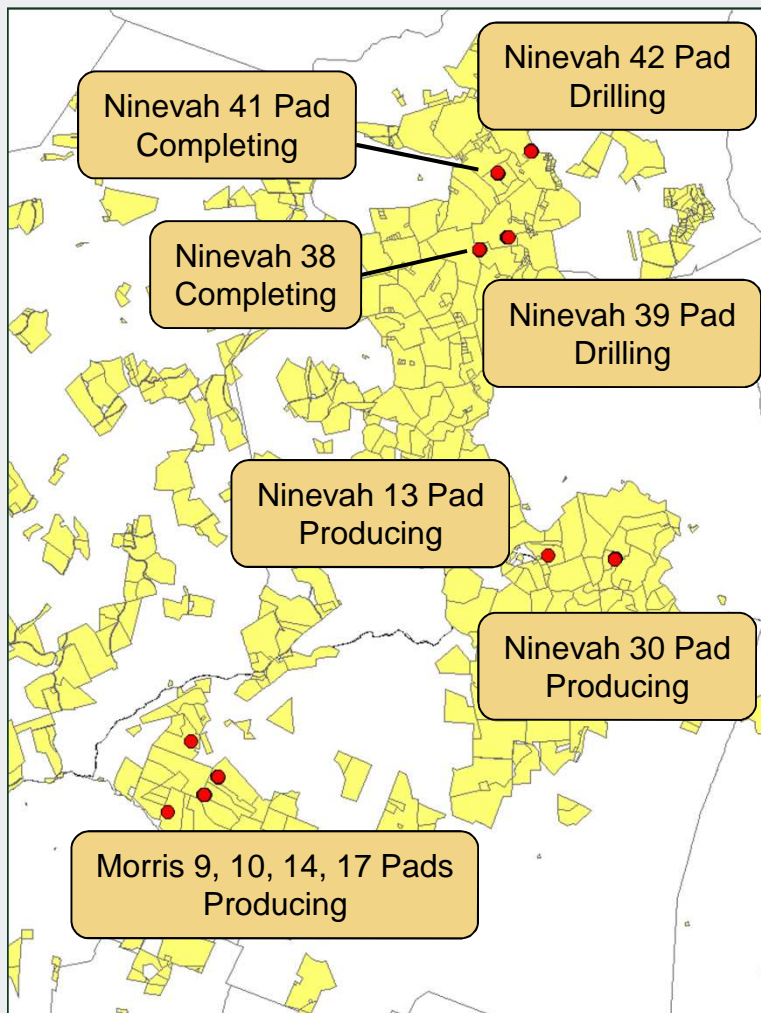 Ninevah 42 Pad
Drilling
Ninevah 41 Pad
Completing
Ninevah 38
Completing
Ninevah 39 Pad
Drilling
Ninevah 13 Pad
Producing
Ninevah 30 Pad
Producing
Morris 9, 10, 14, 17 Pads
Producing